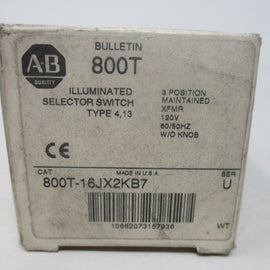 BULLETIN
800T
A-B
QUALITY
ILLUMINATED
SELECTOR SWITCH
TYPE 4,13
3 POSITION
MAINTAINED
XFMR
120V
60/50HZ
W/O KNOB
CE
CAT
MADE IN U.S.A.
SER
800T-16JX2KB7
U
10662073157936
WT